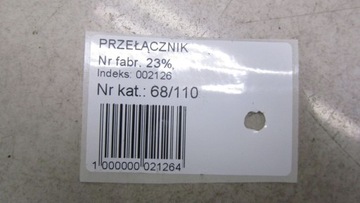 PRZEŁĄCZNIK
Nr fabr. 23%,
Indeks: 002126
Nr kat.: 68/110
1 000000 021264